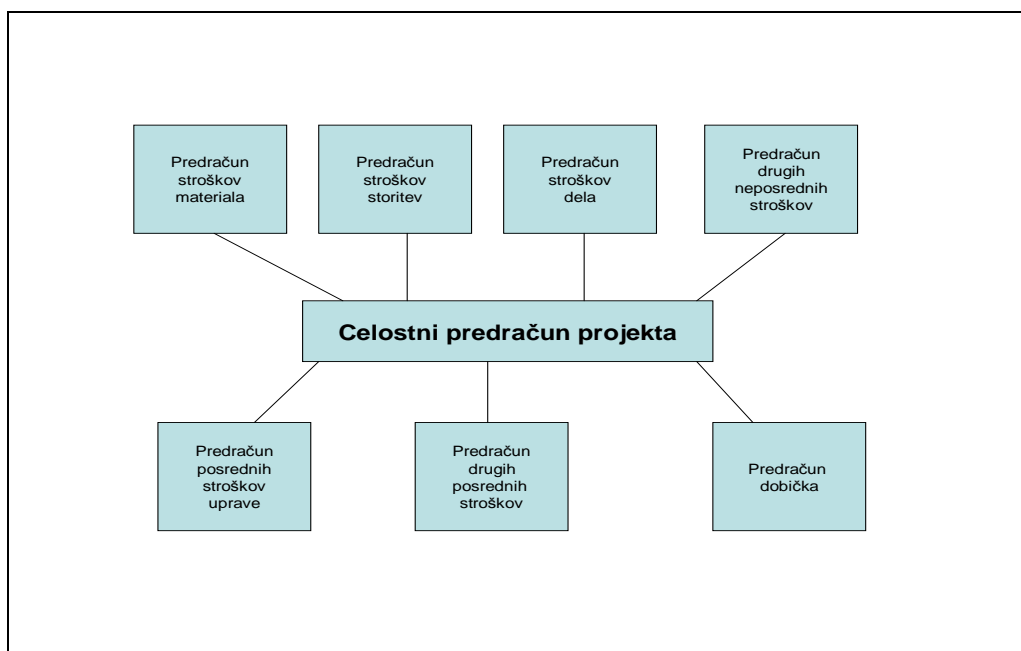 Predračun
stroškov
materiala
Predračun
stroškov
storitev
Predračun
stroškov
dela
Predračun
drugih
neposrednih
stroškov
Celostni predračun projekta
Predračun
posrednih
stroškov
uprave
Predračun
drugih
posrednih
stroškov
Predračun
dobička